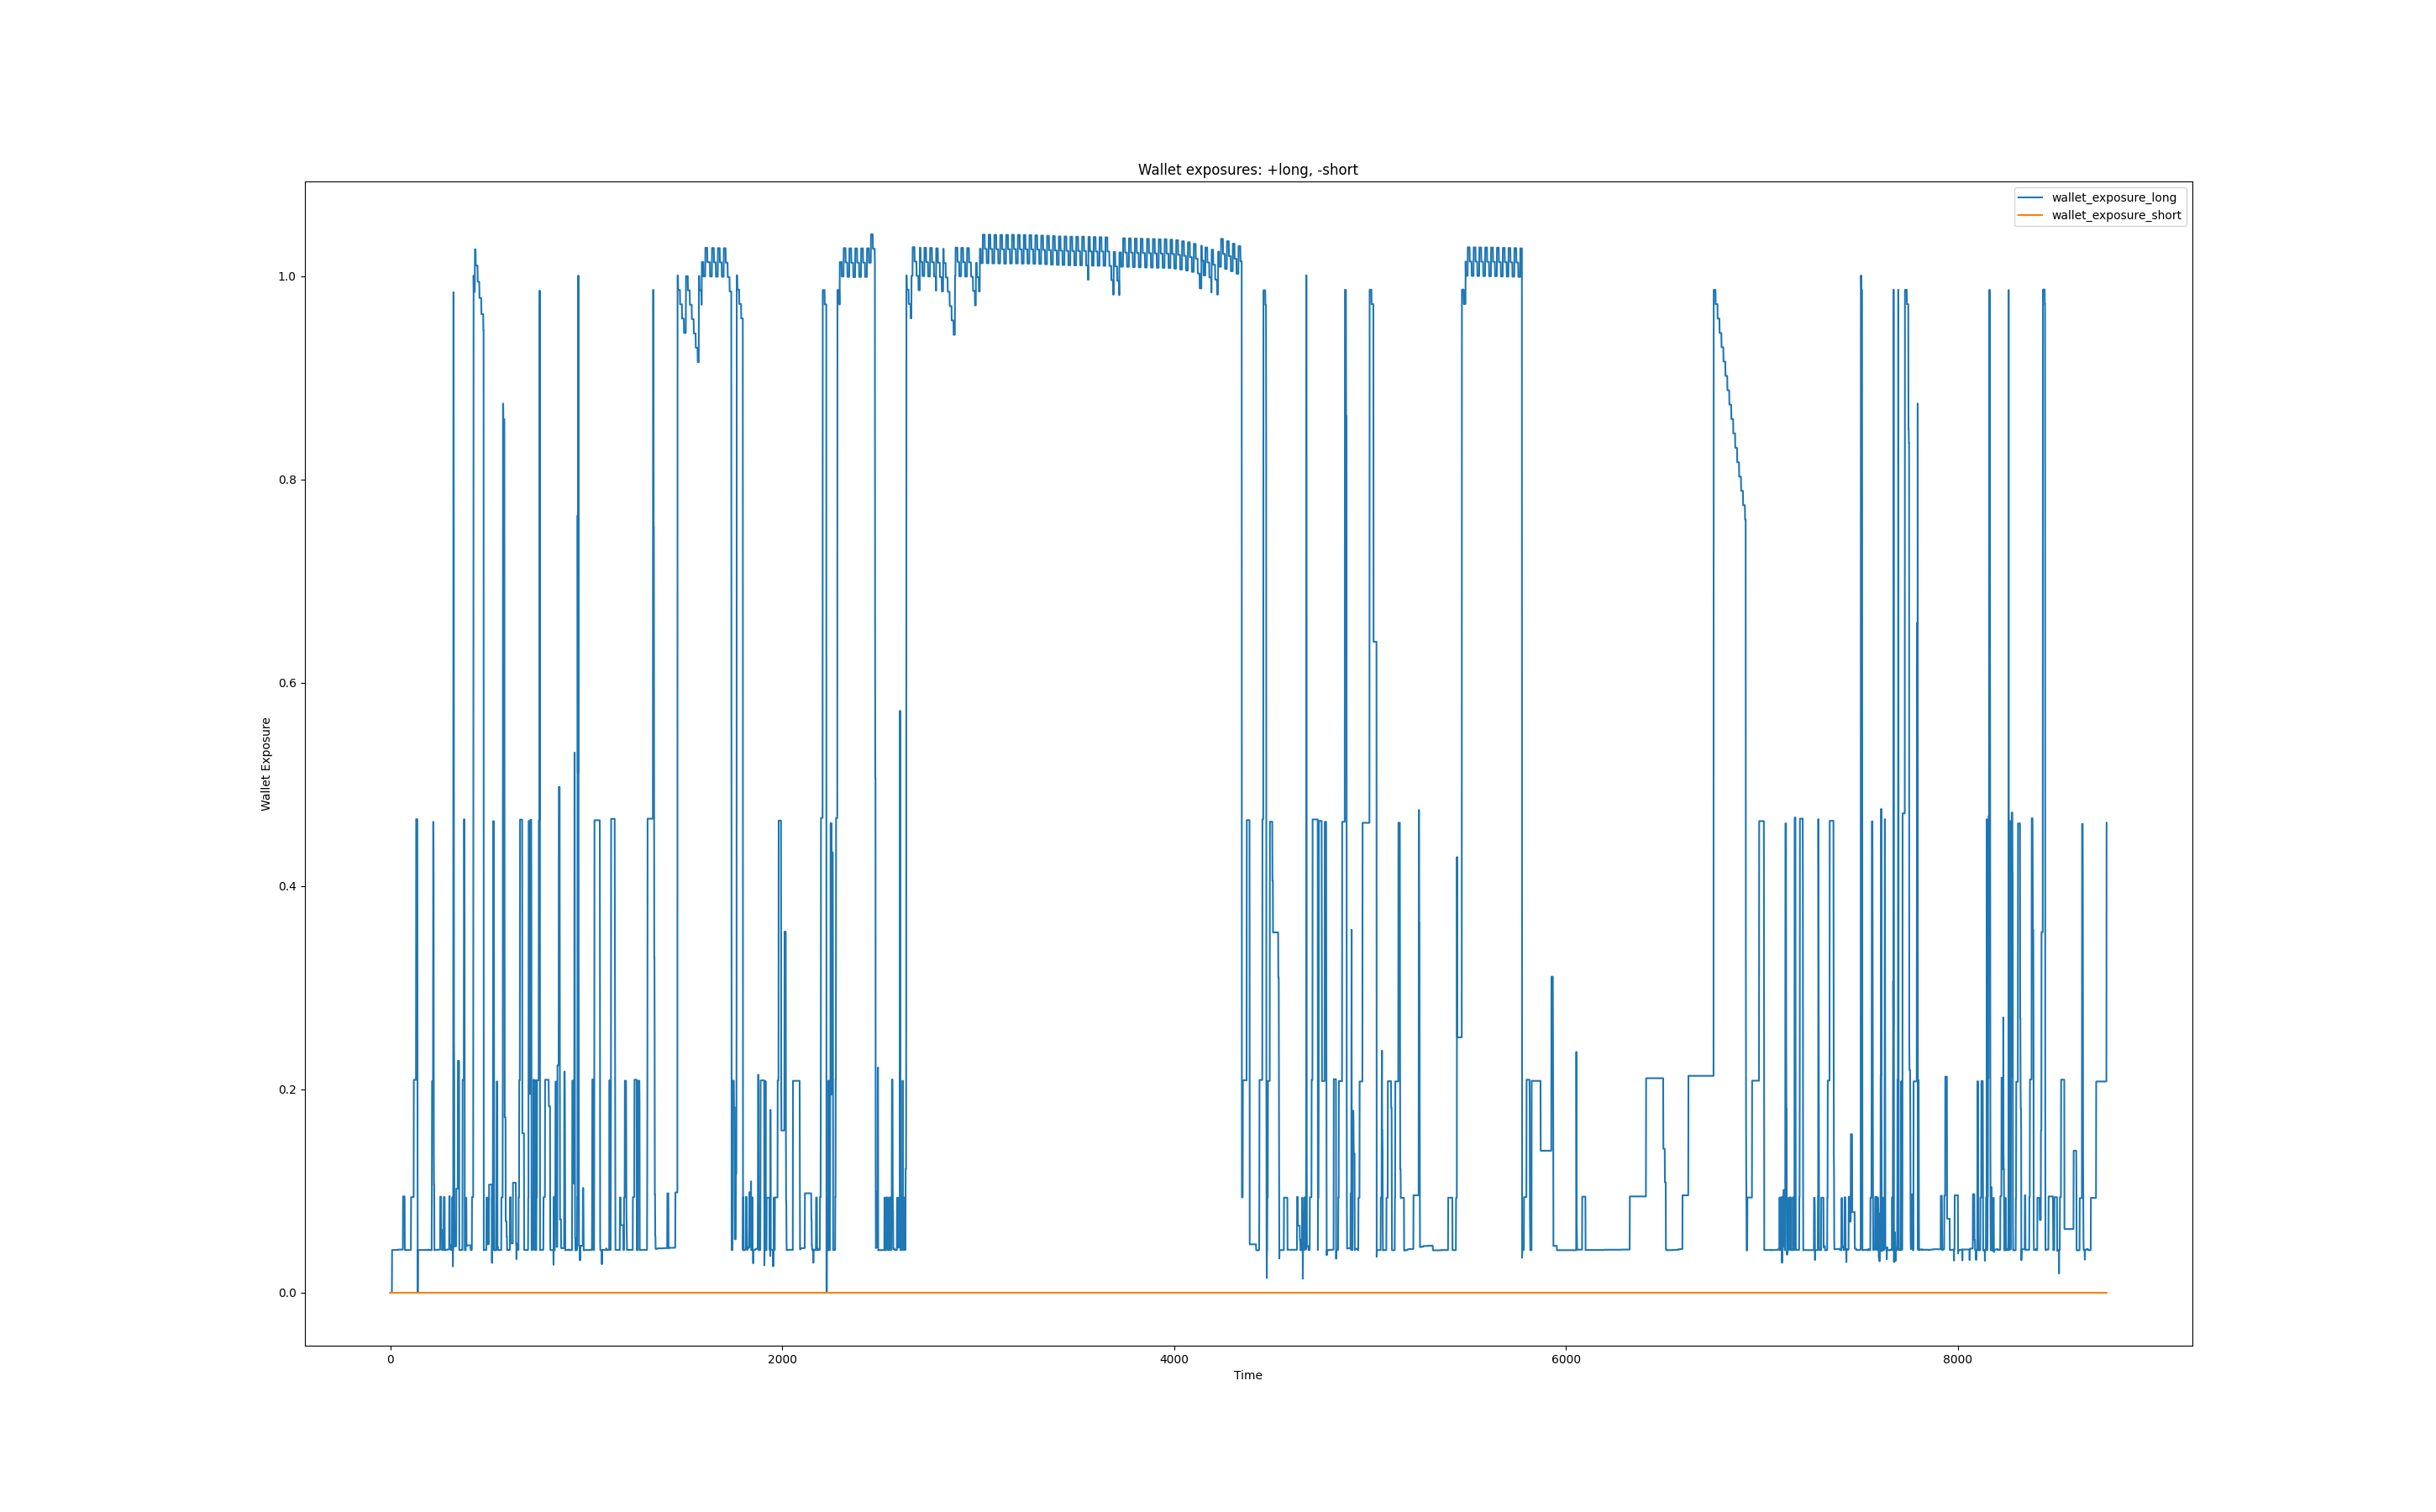 Wallet exposures: +long, -short
wallet_exposure_long
wallet_exposure_short
1.0
0.8
0.6
0.4
0.2
0.0
Wallet Exposure
0 2000 4000 6000 8000
Time